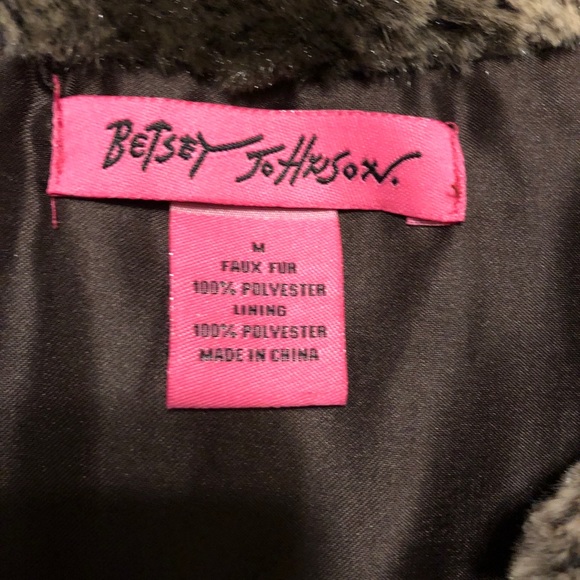 BETSEY JOHNSON.
M
FAUX FUR
100% POLYESTER
LINING
100% POLYESTER
MADE IN CHINA